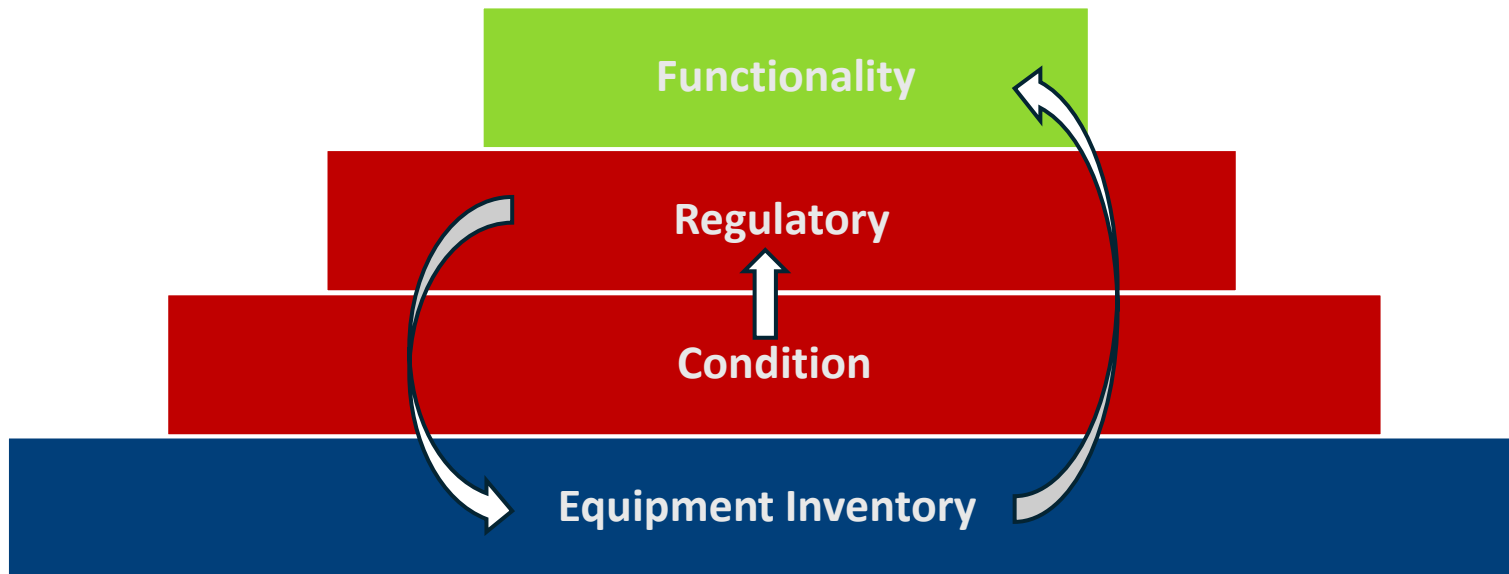 Functionality
Regulatory
Condition
Equipment Inventory